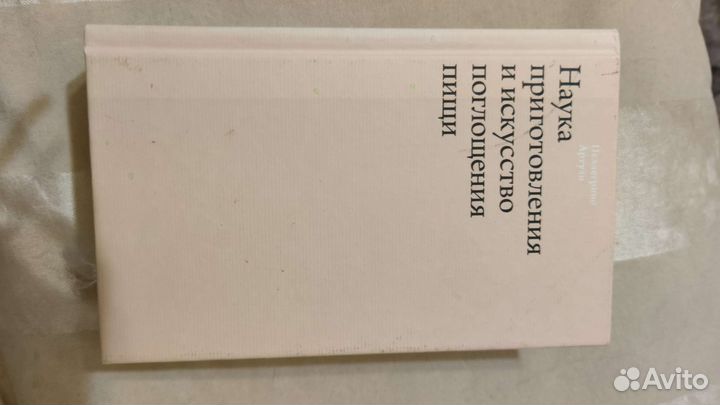 Пеллегрино
Артузи
Наука
приготовления
и искусство
поглощения
пищи
Avito